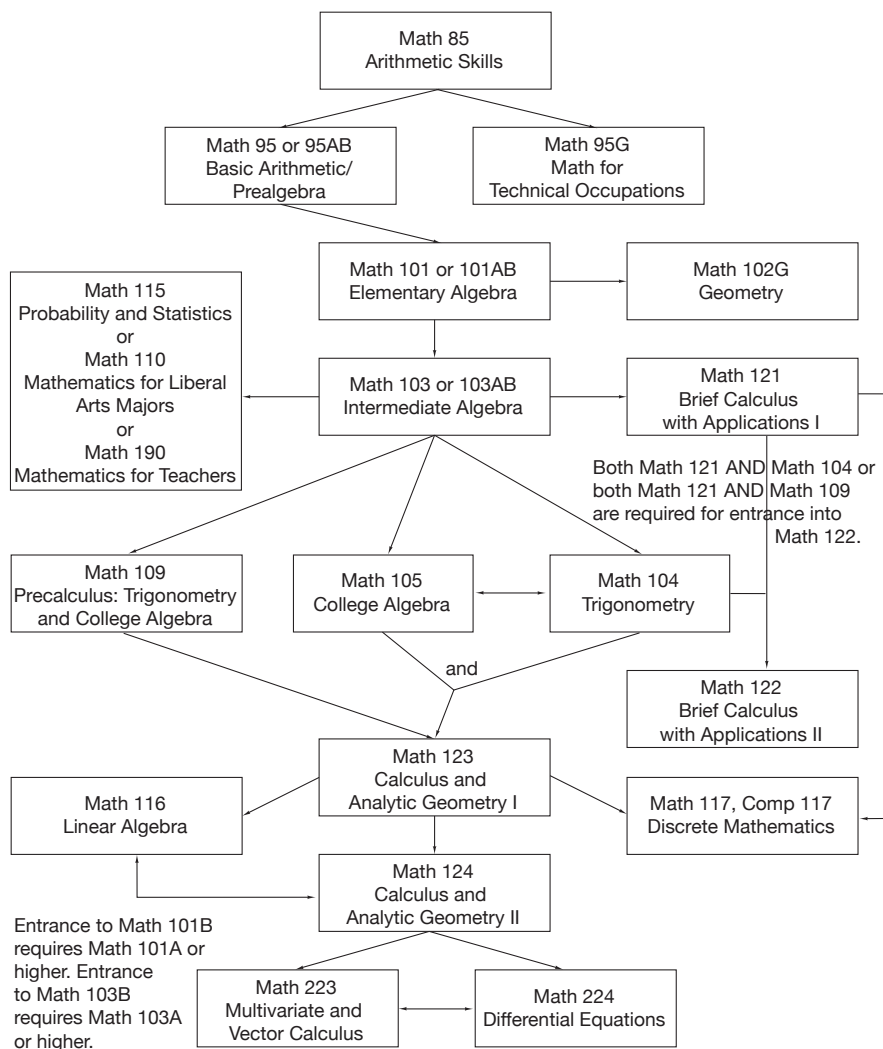 Math 85
Arithmetic Skills
Math 95 or 95AB
Basic Arithmetic/
Prealgebra
Math 95G
Math for
Technical Occupations
Math 101 or 101AB
Elementary Algebra
Math 102G
Geometry
Math 115
Probability and Statistics
or
Math 110
Mathematics for Liberal
Arts Majors
or
Math 190
Mathematics for Teachers
Math 103 or 103AB
Intermediate Algebra
Math 121
Brief Calculus
with Applications I
Both Math 121 AND Math 104 or
both Math 121 AND Math 109
are required for entrance into
Math 122.
Math 109
Precalculus: Trigonometry
and College Algebra
Math 105
College Algebra
Math 104
Trigonometry
and
Math 122
Brief Calculus
with Applications II
Math 123
Calculus and
Analytic Geometry I
Math 116
Linear Algebra
Math 117, Comp 117
Discrete Mathematics
Math 124
Calculus and
Analytic Geometry II
Entrance to Math 101B
requires Math 101A or
higher. Entrance
to Math 103B
requires Math 103A
or higher.
Math 223
Multivariate and
Vector Calculus
Math 224
Differential Equations